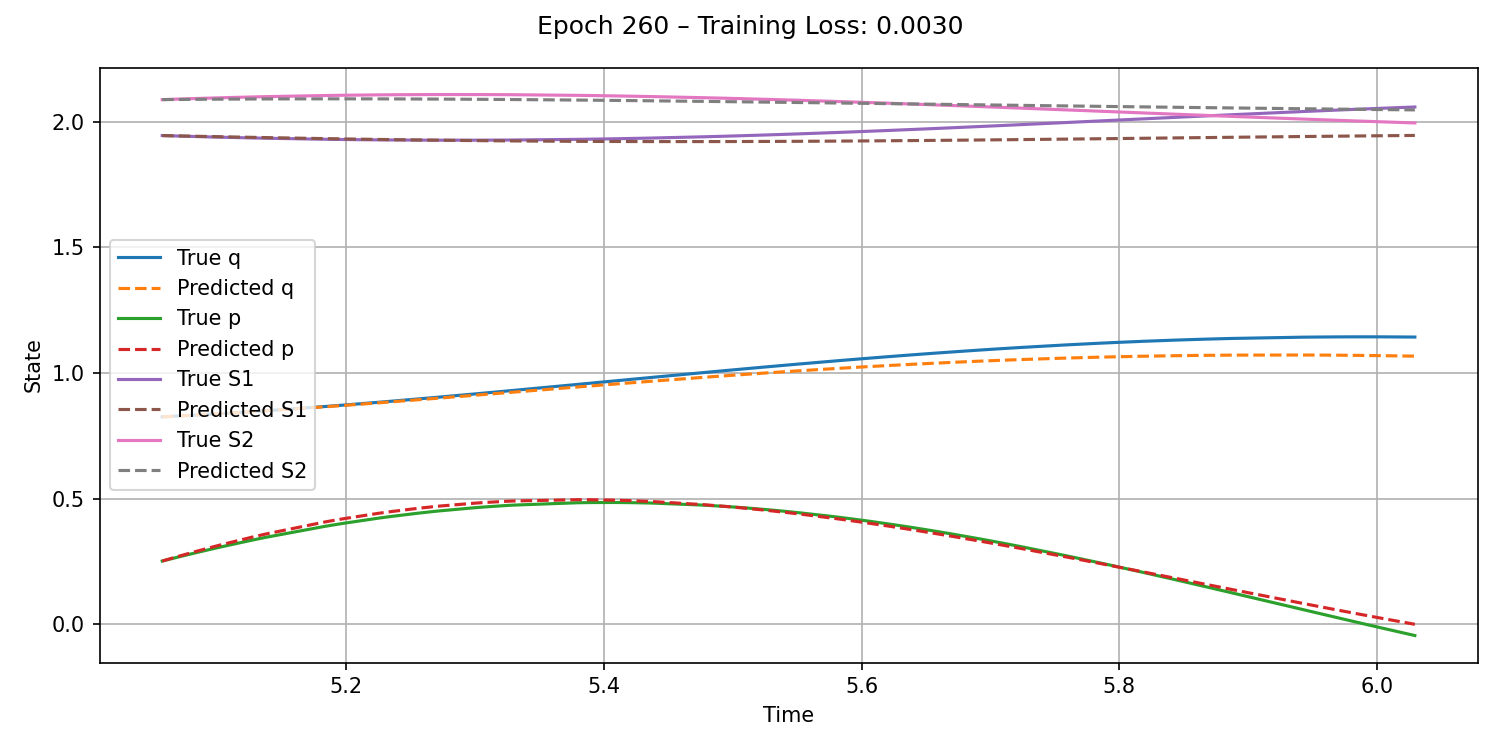 Epoch 260 – Training Loss: 0.0030
State
2.0
1.5
1.0
0.5
0.0
True q
Predicted q
True p
Predicted p
True S1
Predicted S1
True S2
Predicted S2
5.2
5.4
5.6
5.8
6.0
Time